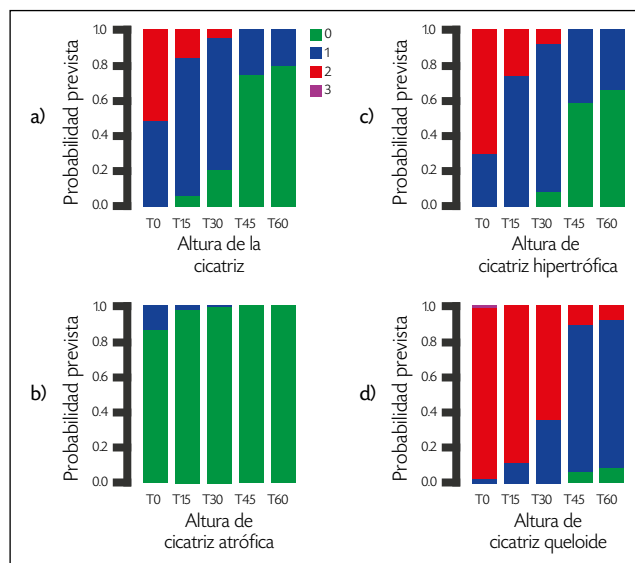 a)
Probabilidad prevista
1.0
0.8
0.6
0.4
0.2
0.0
T0 T15 T30 T45 T60
Altura de la
cicatriz
0
1
2
3
c)
Probabilidad prevista
1.0
0.8
0.6
0.4
0.2
0.0
T0 T15 T30 T45 T60
Altura de
cicatriz hipertrófica
b)
Probabilidad prevista
1.0
0.8
0.6
0.4
0.2
0.0
T0 T15 T30 T45 T60
Altura de
cicatriz atrófica
d)
Probabilidad prevista
1.0
0.8
0.6
0.4
0.2
0.0
T0 T15 T30 T45 T60
Altura de
cicatriz queloide